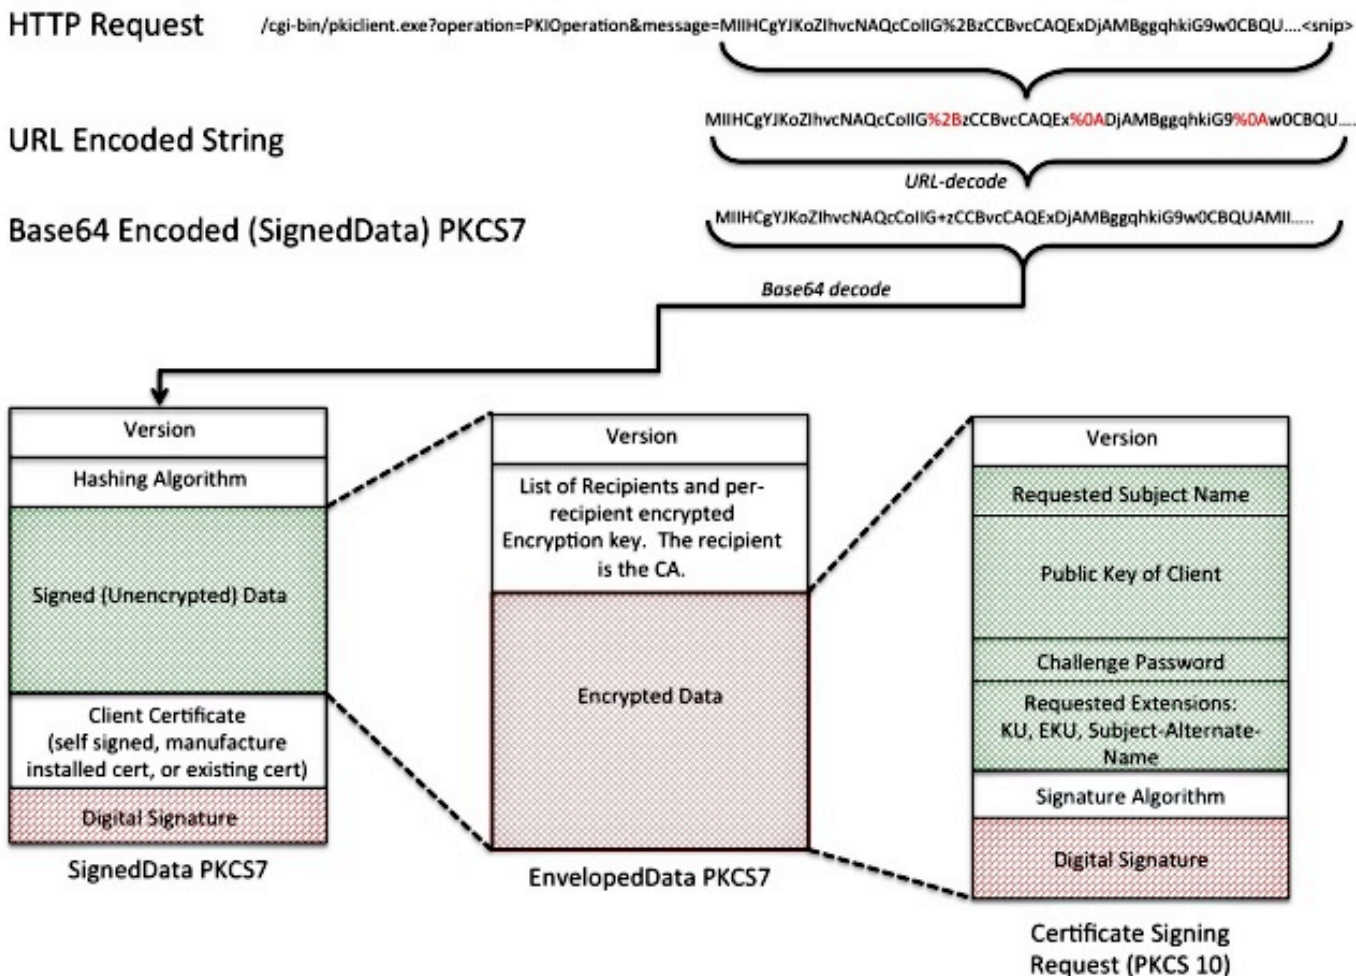 HTTP Request
/cgi-bin/pkiclient.exe?operation=PKIOperation&message=MIIHCgYJKoZIhvcNAQcCoIIG%2BzCCBvcCAQExDjAMBggqhkiG9w0CBQU....<snip>
URL Encoded String
MIIHCgYJKoZIhvcNAQcCoIIG%2BzCCBvcCAQEx%0ADjAMBggqhkiG9%0Aw0CBQU....
URL-decode
Base64 Encoded (SignedData) PKCS7
MIIHCgYJKoZIhvcNAQcCoIIG+zCCBvcCAQExDjAMBggqhkiG9w0CBQUAMII.....
Base64 decode
Version
Hashing Algorithm
Signed (Unencrypted) Data
Client Certificate
(self signed, manufacture
installed cert, or existing cert)
Digital Signature
SignedData PKCS7
Version
List of Recipients and per-
recipient encrypted
Encryption key. The recipient
is the CA.
Encrypted Data
EnvelopedData PKCS7
Version
Requested Subject Name
Public Key of Client
Challenge Password
Requested Extensions:
KU, EKU, Subject-Alternate-
Name
Signature Algorithm
Digital Signature
Certificate Signing
Request (PKCS 10)